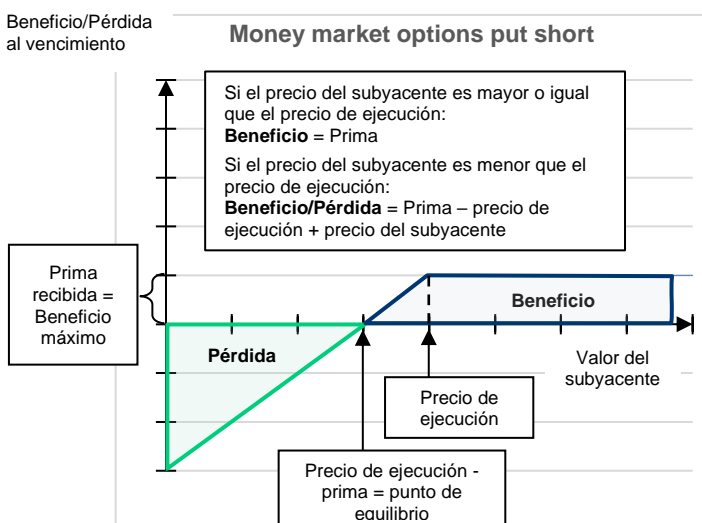 Beneficio/Pérdida
al vencimiento
Money market options put short
Si el precio del subyacente es mayor o igual
que el precio de ejecución:
Beneficio = Prima
Si el precio del subyacente es menor que el
precio de ejecución:
Beneficio/Pérdida = Prima – precio de
ejecución + precio del subyacente
Prima
recibida =
Beneficio
máximo
Beneficio
Pérdida
Valor del
subyacente
Precio de
ejecución
Precio de ejecución -
prima = punto de
equilibrio